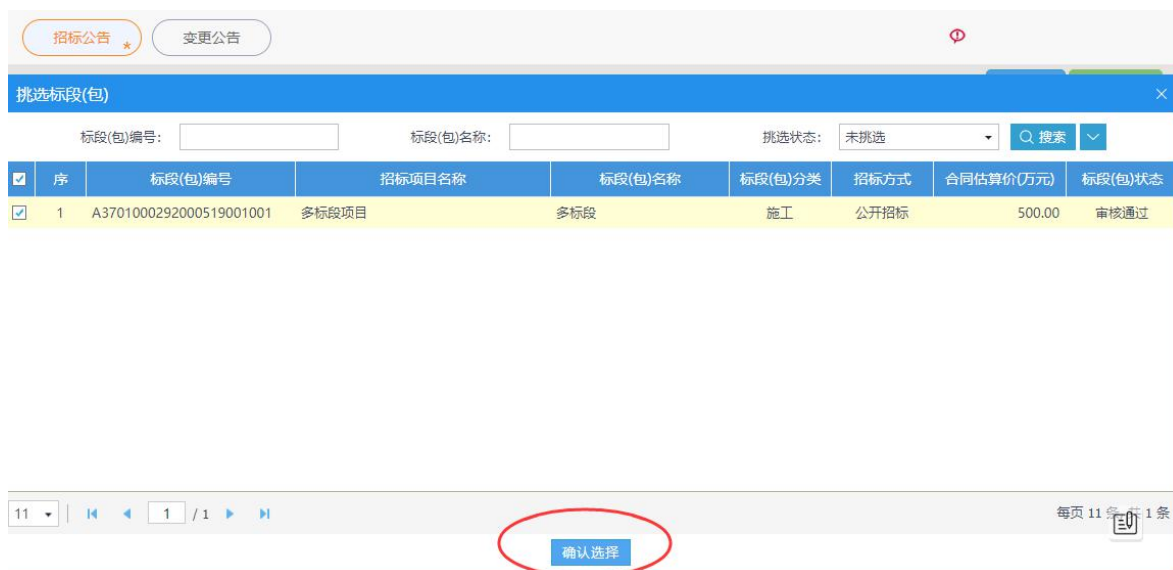 招标公告 * 变更公告
挑选标段(包) ×
标段(包)编号: 标段(包)名称: 挑选状态: 未挑选 搜索
序 标段(包)编号 招标项目名称 标段(包)名称 标段(包)分类 招标方式 合同估算价(万元) 标段(包)状态
1 A3701000292000519001001 多标段项目 多标段 施工 公开招标 500.00 审核通过
11 1 / 1 每页 11 条 共 1 条
确认选择